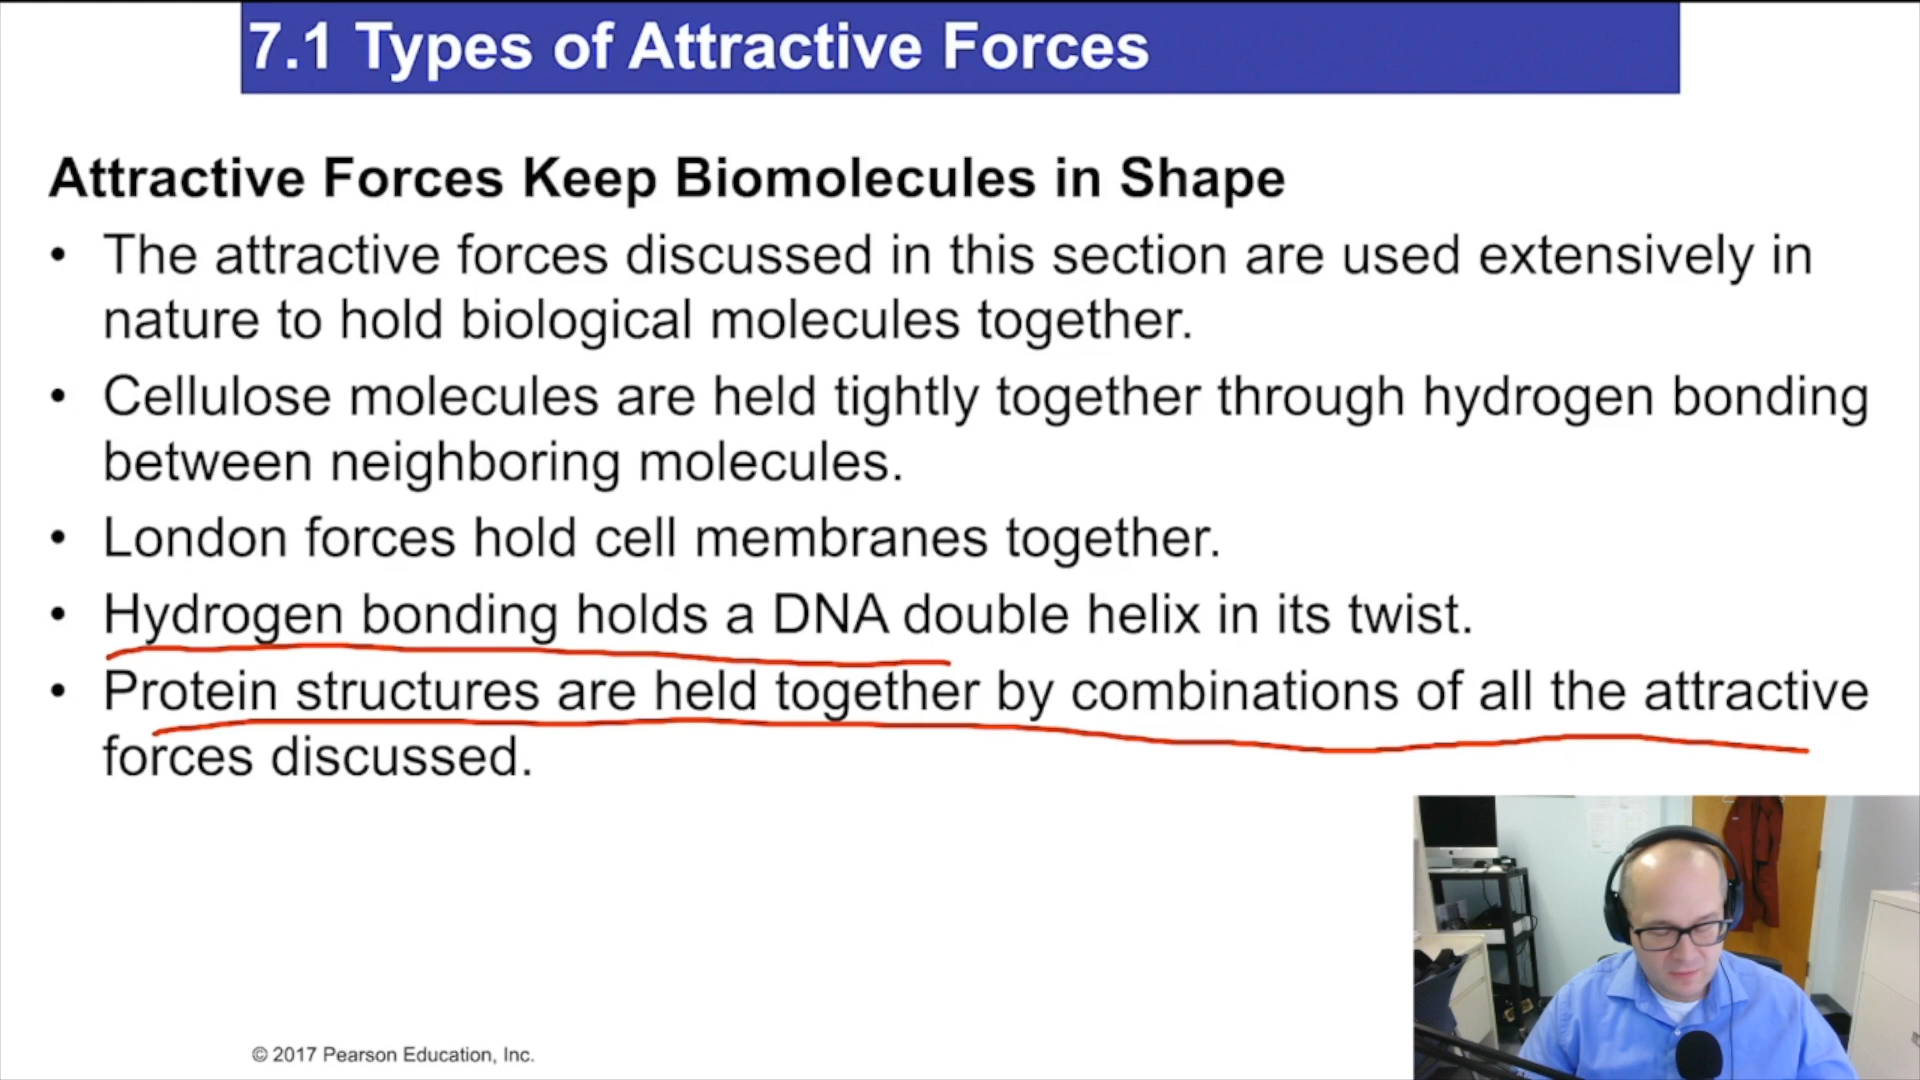 7.1 Types of Attractive Forces
Attractive Forces Keep Biomolecules in Shape
• The attractive forces discussed in this section are used extensively in
nature to hold biological molecules together.
• Cellulose molecules are held tightly together through hydrogen bonding
between neighboring molecules.
• London forces hold cell membranes together.
• Hydrogen bonding holds a DNA double helix in its twist.
• Protein structures are held together by combinations of all the attractive
forces discussed.
© 2017 Pearson Education, Inc.